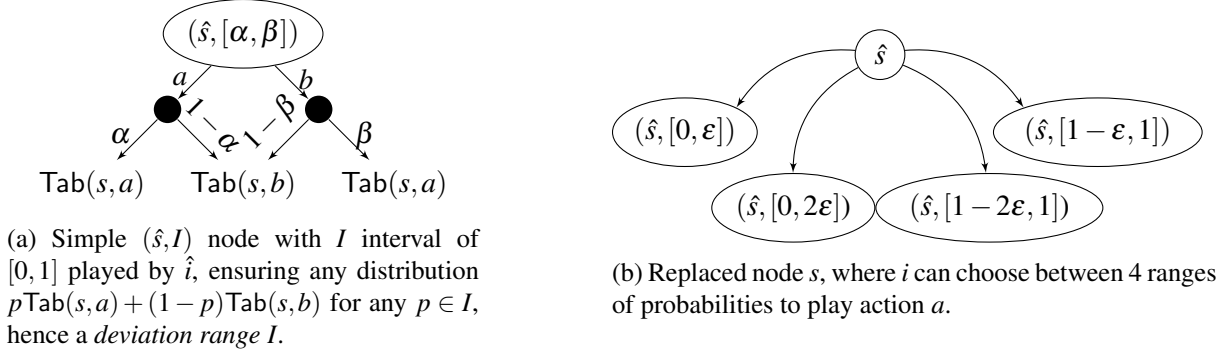 (ŝ, [α, β])
a b
α 1 − α 1 − β β
Tab(s,a) Tab(s,b) Tab(s,a)
(a) Simple (ŝ,I) node with I interval of
[0,1] played by î, ensuring any distribution
pTab(s,a) + (1 − p)Tab(s,b) for any p ∈ I,
hence a deviation range I.
ŝ
(ŝ, [0, ε]) (ŝ, [1 − ε, 1])
(ŝ, [0, 2ε]) (ŝ, [1 − 2ε, 1])
(b) Replaced node s, where i can choose between 4 ranges
of probabilities to play action a.